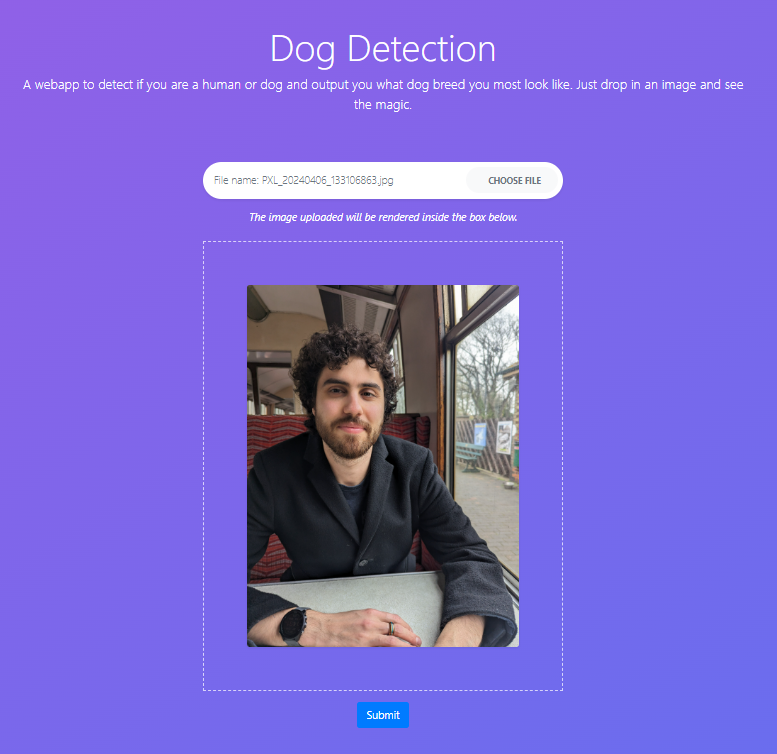 Dog Detection
A webapp to detect if you are a human or dog and output you what dog breed you most look like. Just drop in an image and see
the magic.
File name: PXL_20240406_133106863.jpg
CHOOSE FILE
The image uploaded will be rendered inside the box below.
Submit